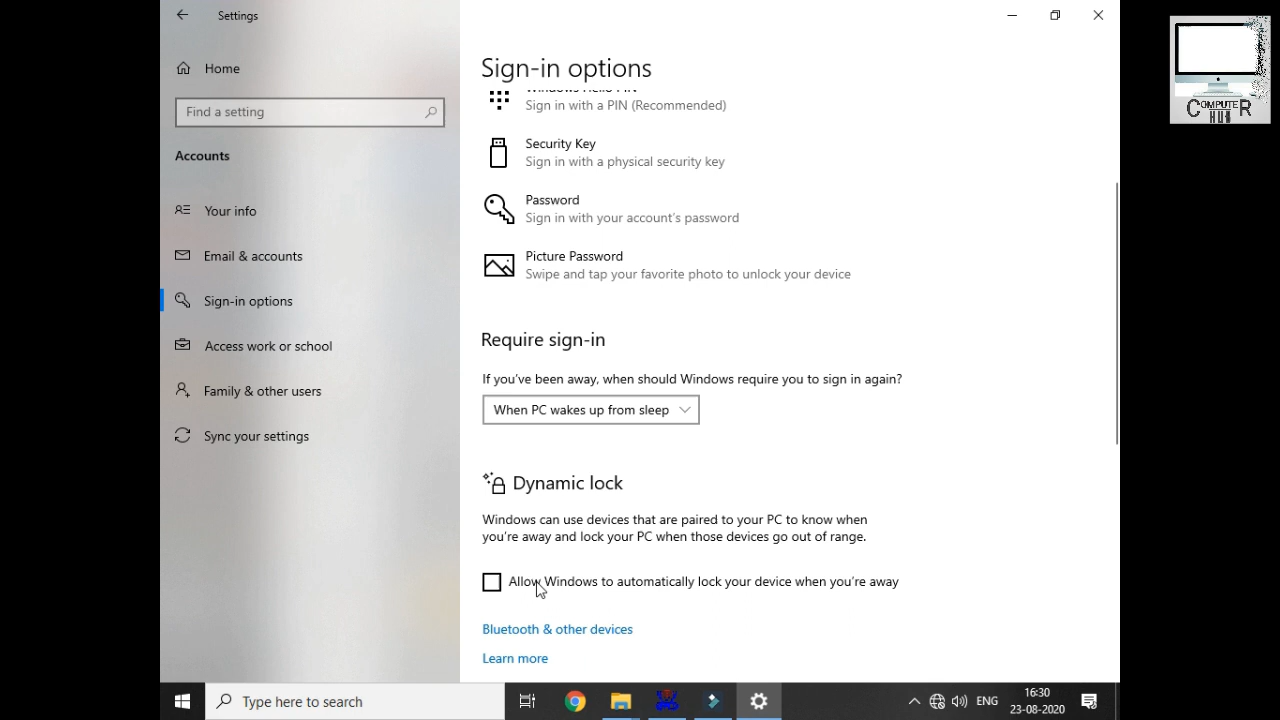 Settings
Home
Find a setting
Accounts
Your info
Email & accounts
Sign-in options
Access work or school
Family & other users
Sync your settings
Sign-in options
Windows Hello PIN
Sign in with a PIN (Recommended)
Security Key
Sign in with a physical security key
Password
Sign in with your account's password
Picture Password
Swipe and tap your favorite photo to unlock your device
Require sign-in
If you've been away, when should Windows require you to sign in again?
When PC wakes up from sleep
Dynamic lock
Windows can use devices that are paired to your PC to know when
you're away and lock your PC when those devices go out of range.
Allow Windows to automatically lock your device when you're away
Bluetooth & other devices
Learn more
Type here to search
ENG
16:30
23-08-2020
COMPUTER
HUB